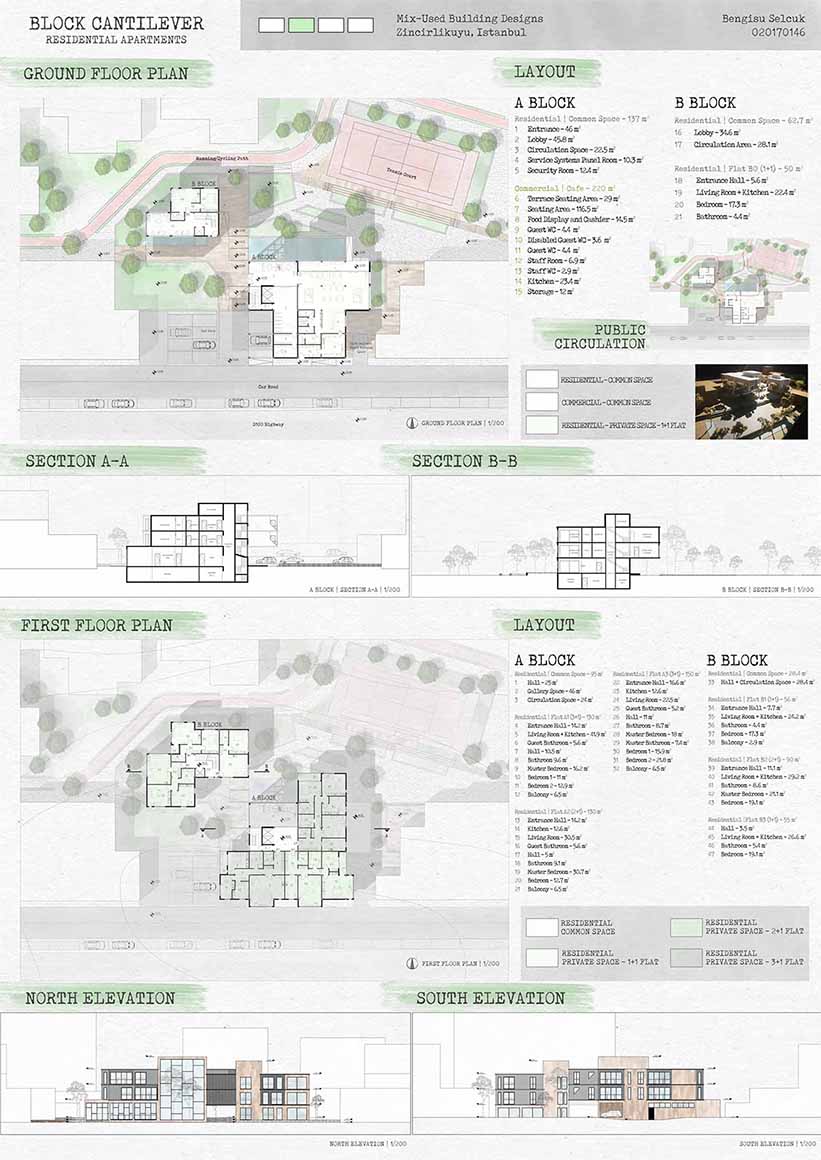 BLOCK CANTILEVER
RESIDENTIAL APARTMENTS
Mix-Used Building Designs
Zincirlikuyu, Istanbul
Bengisu Selcuk
020170146
GROUND FLOOR PLAN
Running/Cycling Path
Tennis Court
B BLOCK
A BLOCK
Car Road
GROUND FLOOR PLAN | 1/200
LAYOUT
A BLOCK
Residential | Common Space - 137 m²
1 Entrance - 46 m²
2 Lobby - 45.8 m²
3 Circulation Space - 22.5 m²
4 Service Systems Panel Room - 10.3 m²
5 Security Room - 12.4 m²
Commercial | Cafe - 220 m²
6 Terrace Seating Area - 29 m²
7 Seating Area - 116.5 m²
8 Food Display and Cashier - 14.5 m²
9 Guest WC - 4.4 m²
10 Disabled Guest WC - 3.6 m²
11 Guest WC - 4.4 m²
12 Staff Room - 6.9 m²
13 Staff WC - 2.9 m²
14 Kitchen - 23.4 m²
15 Storage - 12 m²
B BLOCK
Residential | Common Space - 62.7 m²
16 Lobby - 34.6 m²
17 Circulation Area - 28.1 m²
Residential | Flat B0 (1+1) - 50 m²
18 Entrance Hall - 5.6 m²
19 Living Room + Kitchen - 22.4 m²
20 Bedroom - 17.3 m²
21 Bathroom - 4.4 m²
PUBLIC
CIRCULATION
RESIDENTIAL - COMMON SPACE
COMMERCIAL - COMMON SPACE
RESIDENTIAL - PRIVATE SPACE - 1+1 FLAT
SECTION A-A
A BLOCK | SECTION A-A | 1/200
SECTION B-B
B BLOCK | SECTION B-B | 1/200
FIRST FLOOR PLAN
B BLOCK
A BLOCK
FIRST FLOOR PLAN | 1/200
LAYOUT
A BLOCK
Residential | Common Space - 95 m²
1 Hall - 25 m²
2 Gallery Space - 46 m²
3 Circulation Space - 24 m²
Residential | Flat A1 (3+1) - 130 m²
Entrance Hall - 14.2 m²
Living Room + Kitchen - 41.9 m²
Guest Bathroom - 5.6 m²
Hall - 10.5 m²
Bathroom 9.6 m²
Master Bedroom - 16.2 m²
Bedroom 1 - 11 m²
Bedroom 2 - 12.9 m²
Balcony - 6.5 m²
Residential | Flat A2 (2+1) - 130 m²
13 Entrance Hall - 14.2 m²
14 Kitchen - 12.6 m²
15 Living Room - 30.5 m²
16 Guest Bathroom - 5.6 m²
17 Hall - 5 m²
18 Bathroom 9.1 m²
19 Master Bedroom - 30.7 m²
20 Bedroom - 12.7 m²
21 Balcony - 6.5 m²
Residential | Flat A3 (3+1) - 150 m²
22 Entrance Hall - 16.6 m²
23 Kitchen - 12.6 m²
24 Living Room - 27.5 m²
25 Guest Bathroom - 5.2 m²
26 Hall - 11 m²
27 Bathroom - 8.7 m²
28 Master Bedroom - 18 m²
29 Master Bathroom - 7.4 m²
30 Bedroom 1 - 15.9 m²
31 Bedroom 2 - 21.8 m²
32 Balcony - 6.5 m²
B BLOCK
Residential | Common Space - 28.4 m²
33 Hall + Circulation Space - 28.4 m²
Residential | Flat B1 (1+1) - 56 m²
34 Entrance Hall - 7.7 m²
35 Living Room + Kitchen - 24.2 m²
36 Bathroom - 4.4 m²
37 Bedroom - 17.3 m²
38 Balcony - 2.9 m²
Residential | Flat B2 (2+1) - 90 m²
39 Entrance Hall - 11.1 m²
40 Living Room + Kitchen - 29.2 m²
41 Bathroom - 8.6 m²
42 Master Bedroom - 21.1 m²
43 Bedroom - 19.1 m²
Residential | Flat B3 (1+1) - 55 m²
44 Hall - 3.5 m²
45 Living Room + Kitchen - 26.6 m²
46 Bathroom - 5.4 m²
47 Bedroom - 19.1 m²
RESIDENTIAL
COMMON SPACE
RESIDENTIAL
PRIVATE SPACE - 2+1 FLAT
RESIDENTIAL
PRIVATE SPACE - 1+1 FLAT
RESIDENTIAL
PRIVATE SPACE - 3+1 FLAT
NORTH ELEVATION
NORTH ELEVATION | 1/200
SOUTH ELEVATION
SOUTH ELEVATION | 1/200